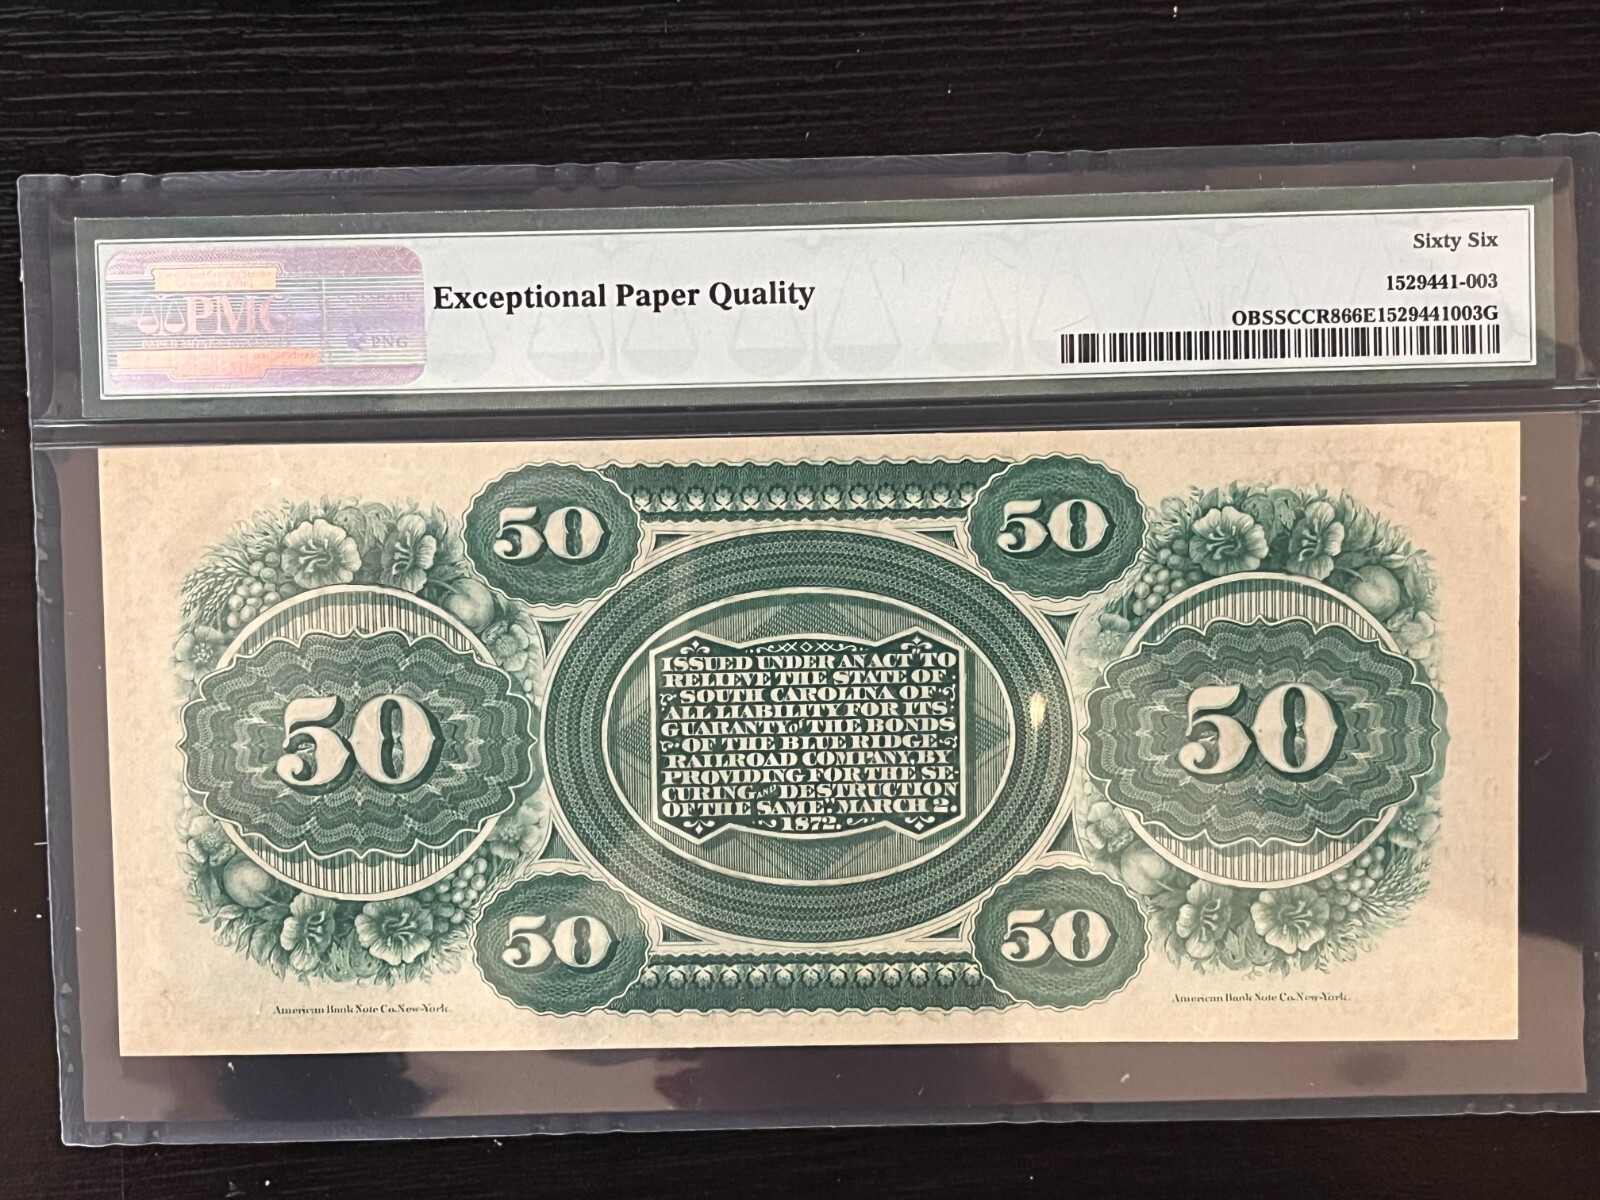 PMG
PNG
Exceptional Paper Quality
Sixty Six
1529441-003
OBSSCCR866E1529441003G
50
50
50
50
ISSUED UNDER AN ACT TO
RELIEVE THE STATE OF
SOUTH CAROLINA OF
ALL LIABILITY FOR ITS
GUARANTY OF THE BONDS
OF THE BLUE RIDGE
RAILROAD COMPANY, BY
PROVIDING FOR THE SE-
CURING AND DESTRUCTION
OF THE SAME: MARCH 2.
1872.
50
50
American Bank Note Co. New-York.
American Bank Note Co. New-York.